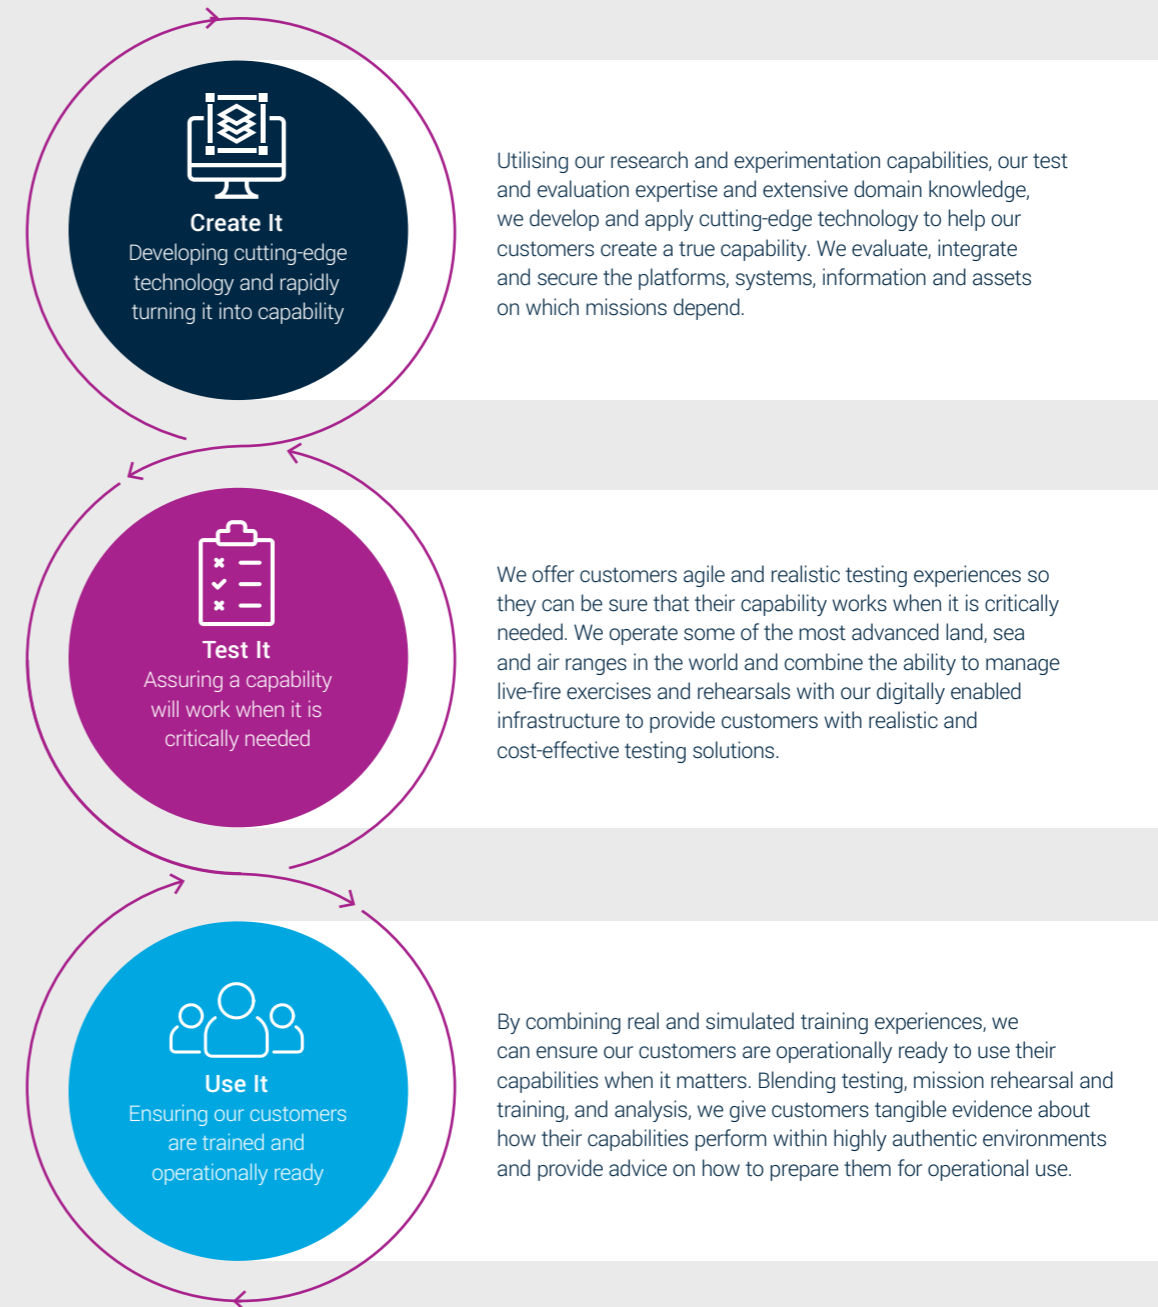 Create It
Developing cutting-edge
technology and rapidly
turning it into capability
Utilising our research and experimentation capabilities, our test
and evaluation expertise and extensive domain knowledge,
we develop and apply cutting-edge technology to help our
customers create a true capability. We evaluate, integrate
and secure the platforms, systems, information and assets
on which missions depend.
Test It
Assuring a capability
will work when it is
critically needed
We offer customers agile and realistic testing experiences so
they can be sure that their capability works when it is critically
needed. We operate some of the most advanced land, sea
and air ranges in the world and combine the ability to manage
live-fire exercises and rehearsals with our digitally enabled
infrastructure to provide customers with realistic and
cost-effective testing solutions.
Use It
Ensuring our customers
are trained and
operationally ready
By combining real and simulated training experiences, we
can ensure our customers are operationally ready to use their
capabilities when it matters. Blending testing, mission rehearsal and
training, and analysis, we give customers tangible evidence about
how their capabilities perform within highly authentic environments
and provide advice on how to prepare them for operational use.